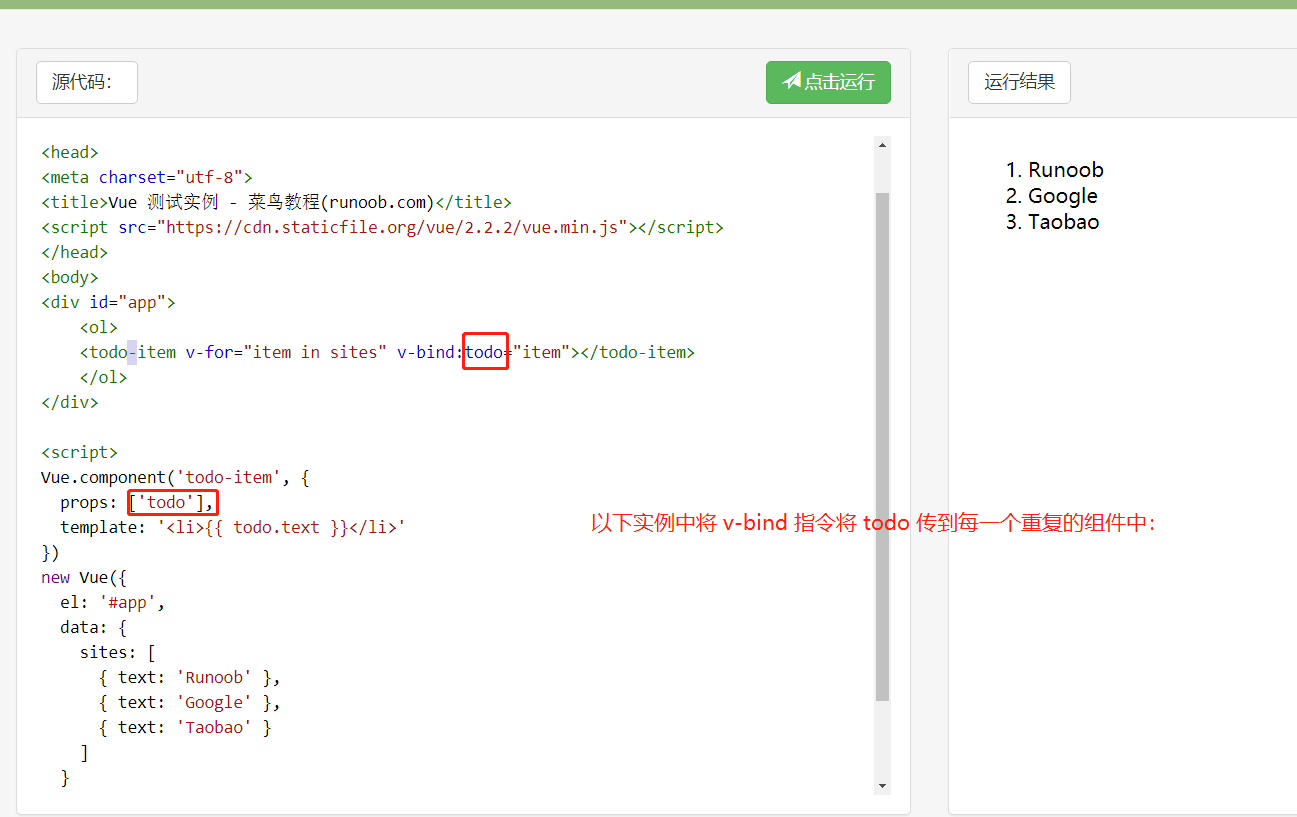 源代码：
点击运行
<head>
<meta charset="utf-8">
<title>Vue 测试实例 - 菜鸟教程(runoob.com)</title>
<script src="https://cdn.staticfile.org/vue/2.2.2/vue.min.js"></script>
</head>
<body>
<div id="app">
    <ol>
    <todo-item v-for="item in sites" v-bind:todo="item"></todo-item>
    </ol>
</div>

<script>
Vue.component('todo-item', {
  props: ['todo'],
  template: '<li>{{ todo.text }}</li>'
})
new Vue({
  el: '#app',
  data: {
    sites: [
      { text: 'Runoob' },
      { text: 'Google' },
      { text: 'Taobao' }
    ]
  }
以下实例中将 v-bind 指令将 todo 传到每一个重复的组件中：
运行结果
1. Runoob
2. Google
3. Taobao